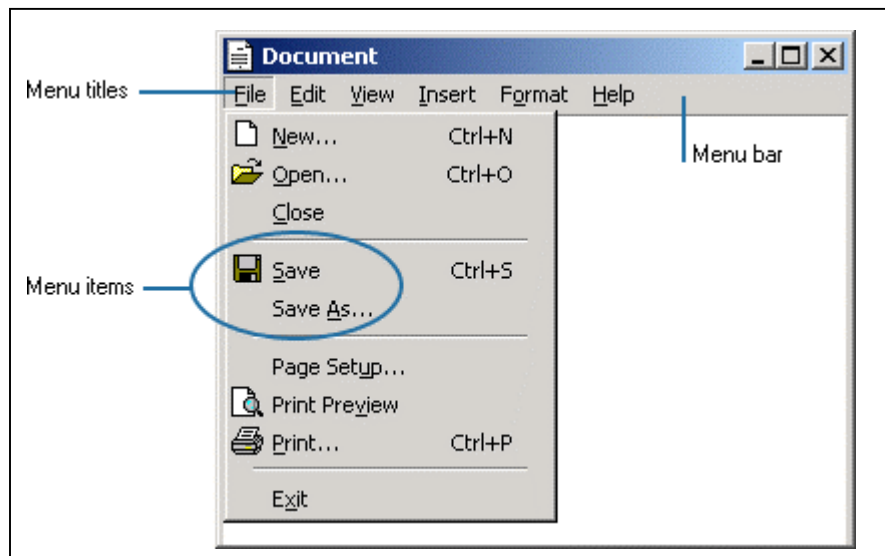 Document
Menu titles
File Edit View Insert Format Help
New... Ctrl+N
Menu bar
Open... Ctrl+O
Close
Menu items
Save Ctrl+S
Save As...
Page Setup...
Print Preview
Print... Ctrl+P
Exit